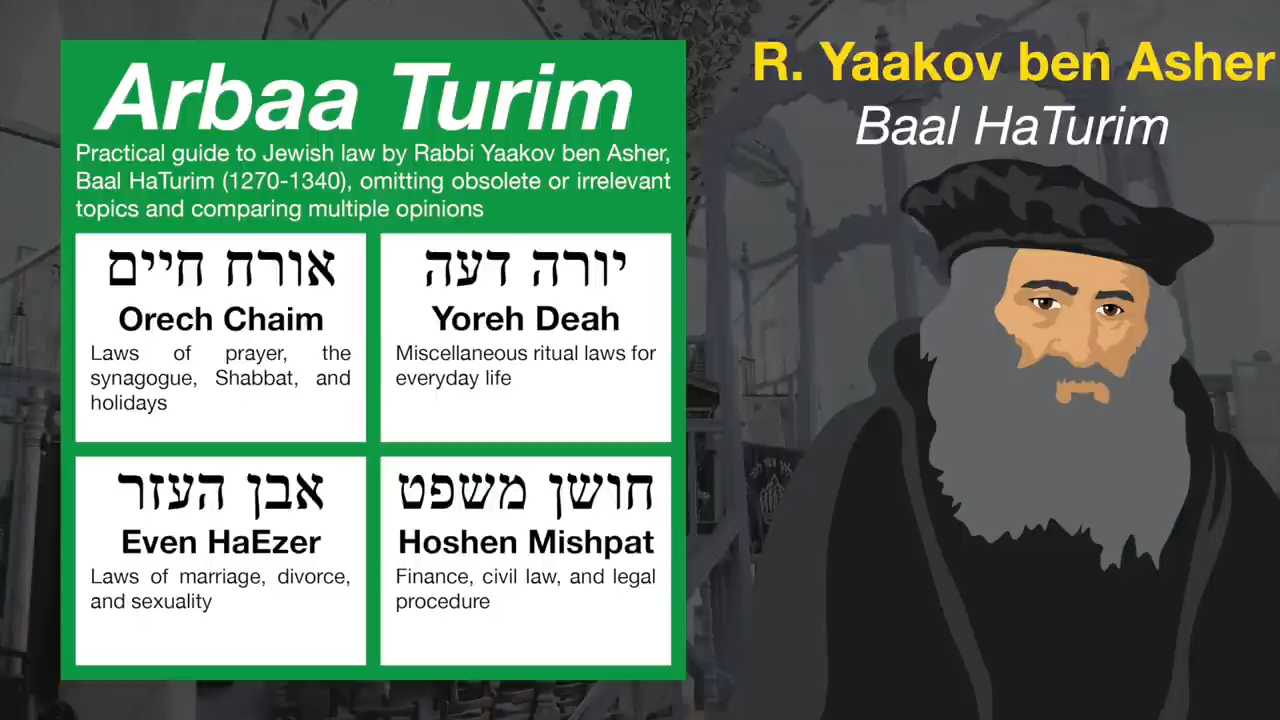 Arbaa Turim
Practical guide to Jewish law by Rabbi Yaakov ben Asher,
Baal HaTurim (1270-1340), omitting obsolete or irrelevant
topics and comparing multiple opinions
אורח חיים
Orech Chaim
Laws of prayer, the
synagogue, Shabbat, and
holidays
יורה דעה
Yoreh Deah
Miscellaneous ritual laws for
everyday life
אבן העזר
Even HaEzer
Laws of marriage, divorce,
and sexuality
חושן משפט
Hoshen Mishpat
Finance, civil law, and legal
procedure
R. Yaakov ben Asher
Baal HaTurim